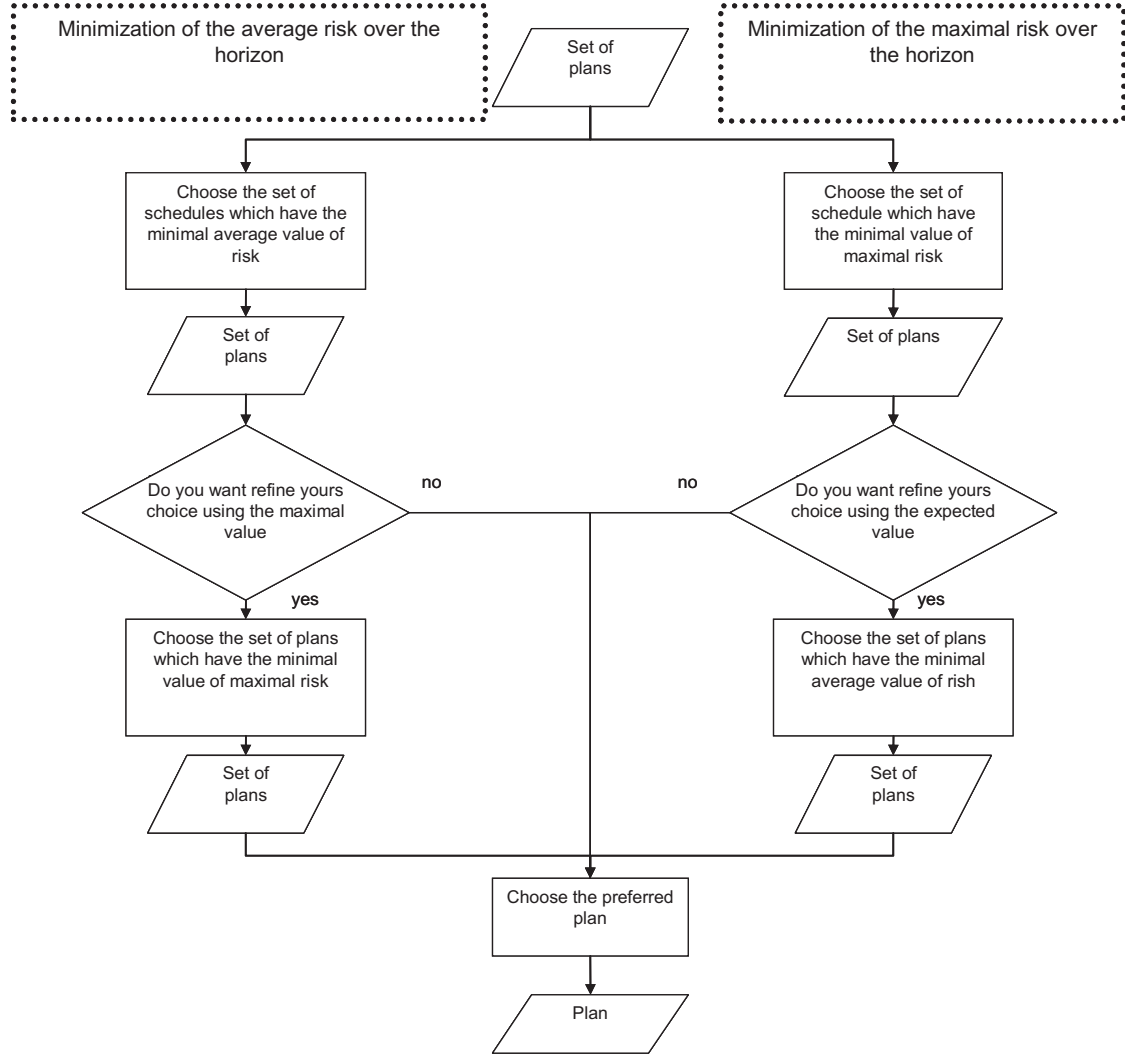 Minimization of the average risk over the
horizon
Set of
plans
Minimization of the maximal risk over
the horizon
Choose the set of
schedules which have the
minimal average value of
risk
Choose the set of
schedule which have
the minimal value of
maximal risk
Set of
plans
Set of plans
Do you want refine yours
choice using the maximal
value
no
no
Do you want refine yours
choice using the expected
value
yes
yes
Choose the set of plans
which have the minimal
value of maximal risk
Choose the set of plans
which have the minimal
average value of rish
Set of
plans
Set of
plans
Choose the preferred
plan
Plan